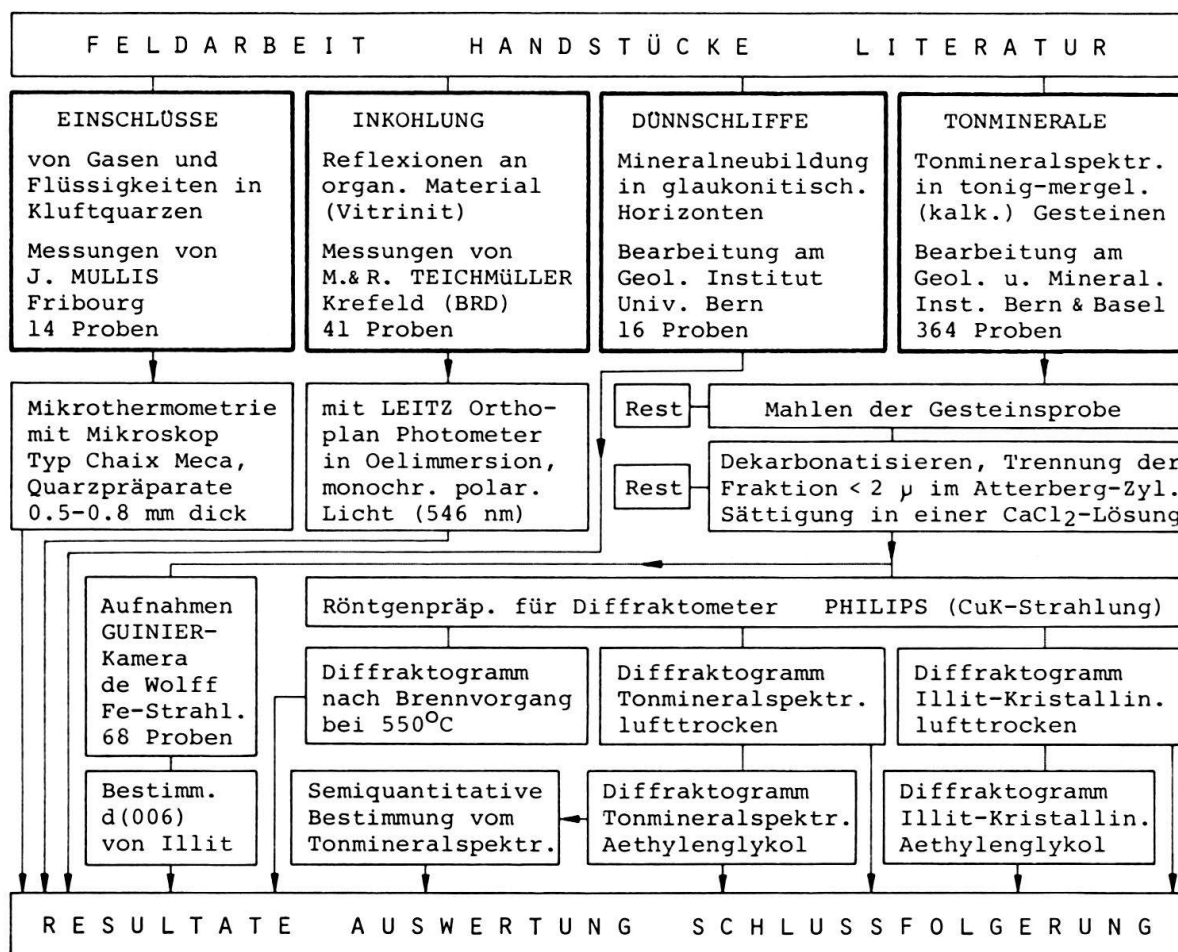 FELDARBEIT HANDSTÜCKE LITERATUR
EINSCHLÜSSE
von Gasen und
Flüssigkeiten in
Kluftquarzen
Messungen von
J. MULLIS
Fribourg
14 Proben
INKOHLUNG
Reflexionen an
organ. Material
(Vitrinit)
Messungen von
M.& R. TEICHMüLLER
Krefeld (BRD)
41 Proben
DÜNNSCHLIFFE
Mineralneubildung
in glaukonitisch.
Horizonten
Bearbeitung am
Geol. Institut
Univ. Bern
16 Proben
TONMINERALE
Tonmineralspektr.
in tonig-mergel.
(kalk.) Gesteinen
Bearbeitung am
Geol. u. Mineral.
Inst. Bern & Basel
364 Proben
Mikrothermometrie
mit Mikroskop
Typ Chaix Meca,
Quarzpräparate
0.5-0.8 mm dick
mit LEITZ Ortho-
plan Photometer
in Oelimmersion,
monochr. polar.
Licht (546 nm)
Rest
Mahlen der Gesteinsprobe
Rest
Dekarbonatisieren, Trennung der
Fraktion < 2 µ im Atterberg-Zyl.
Sättigung in einer CaCl2-Lösung
Aufnahmen
GUINIER-
Kamera
de Wolff
Fe-Strahl.
68 Proben
Röntgenpräp. für Diffraktometer PHILIPS (CuK-Strahlung)
Diffraktogramm
nach Brennvorgang
bei 550°C
Diffraktogramm
Tonmineralspektr.
lufttrocken
Diffraktogramm
Illit-Kristallin.
lufttrocken
Bestimm.
d(006)
von Illit
Semiquantitative
Bestimmung vom
Tonmineralspektr.
Diffraktogramm
Tonmineralspektr.
Aethylenglykol
Diffraktogramm
Illit-Kristallin.
Aethylenglykol
RESULTATE AUSWERTUNG SCHLUSSFOLGERUNG